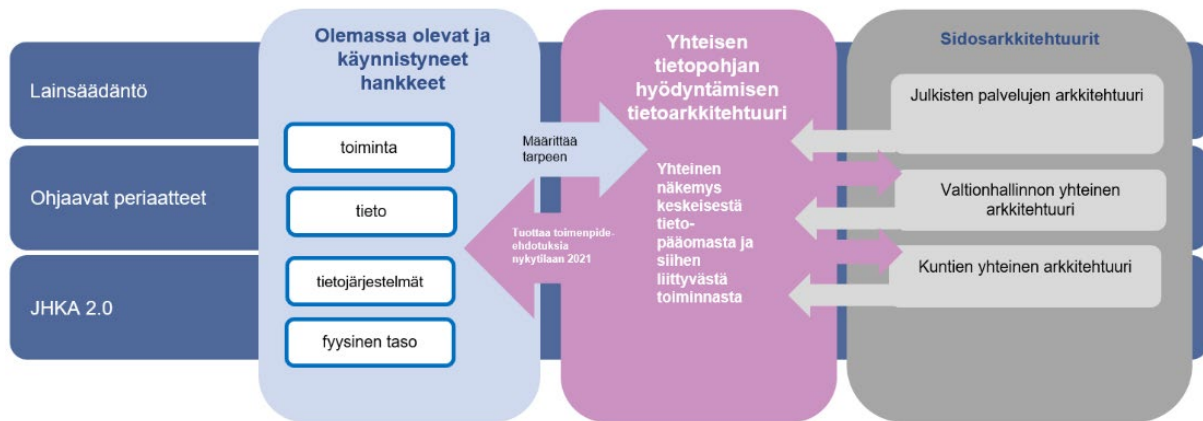 Lainsäädäntö
Ohjaavat periaatteet
JHKA 2.0
Olemassa olevat ja
käynnistyneet
hankkeet
toiminta
tieto
tietojärjestelmät
fyysinen taso
Määrittää
tarpeen
Tuottaa toimenpide-
ehdotuksia
nykytilaan 2021
Yhteisen
tietopohjan
hyödyntämisen
tietoarkkitehtuuri
Yhteinen
näkemys
keskeisestä
tieto-
pääomasta ja
siihen
liittyvästä
toiminnasta
Sidosarkkitehtuurit
Julkisten palvelujen arkkitehtuuri
Valtionhallinnon yhteinen
arkkitehtuuri
Kuntien yhteinen arkkitehtuuri